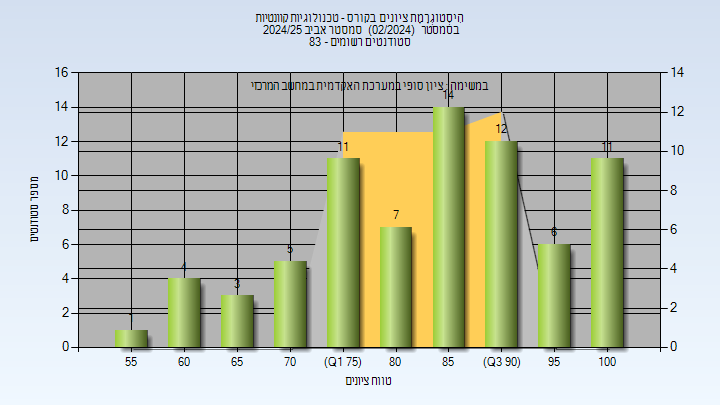 היסטוגרמת ציונים בקורס - טכנולוגיות קוונטיות
בסמסטר (02/2024) סמסטר אביב 2024/25
סטודנטים רשומים - 83
במשימה: ציון סופי במערכת האקדמית במחשב המרכזי
מספר סטודנטים
16 14 12 10 8 6 4 2 0
14 12 10 8 6 4 2 0
1 4 3 5 11 7 14 12 6 11
55 60 65 70 (Q1 75) 80 85 (Q3 90) 95 100
טווח ציונים